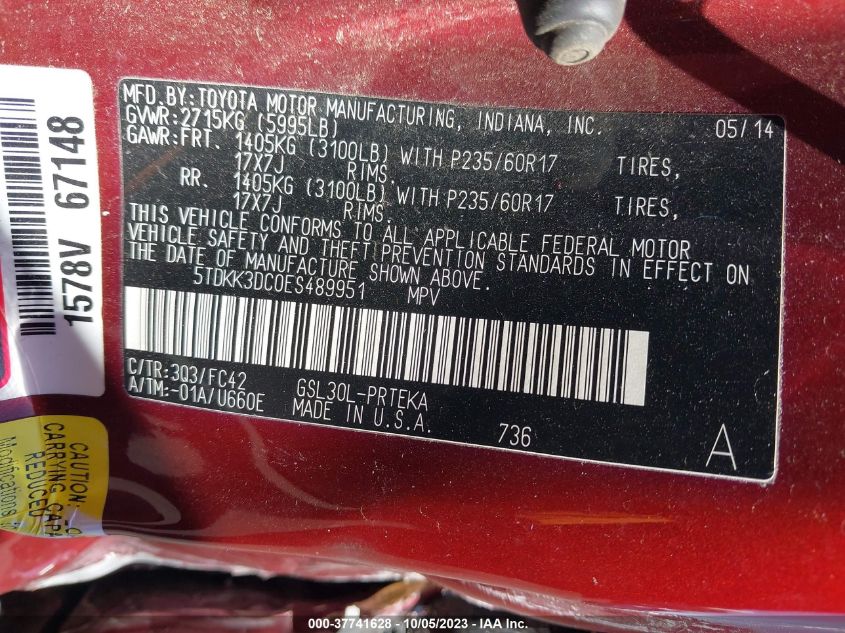 MFD.BY:TOYOTA MOTOR MANUFACTURING, INDIANA, INC. 05/14
GVWR:2715KG (5995LB)
GAWR:FRT. 1405KG (3100LB) WITH P235/60R17 TIRES,
17X7J RIMS.
RR. 1405KG (3100LB) WITH P235/60R17 TIRES,
17X7J RIMS.
THIS VEHICLE CONFORMS TO ALL APPLICABLE FEDERAL MOTOR
VEHICLE SAFETY AND THEFT PREVENTION STANDARDS IN EFFECT ON
THE DATE OF MANUFACTURE SHOWN ABOVE.
5TDKK3DC0ES489951 MPV
C/TR:3Q3/FC42 GSL30L-PRTEKA
A/TM:-01A/U660E MADE IN U.S.A.
736 A
1578V 67148
CAUTION:
CARRYING CAPA
REDUCED
Modifications
000-37741628 - 10/05/2023 - IAA Inc.